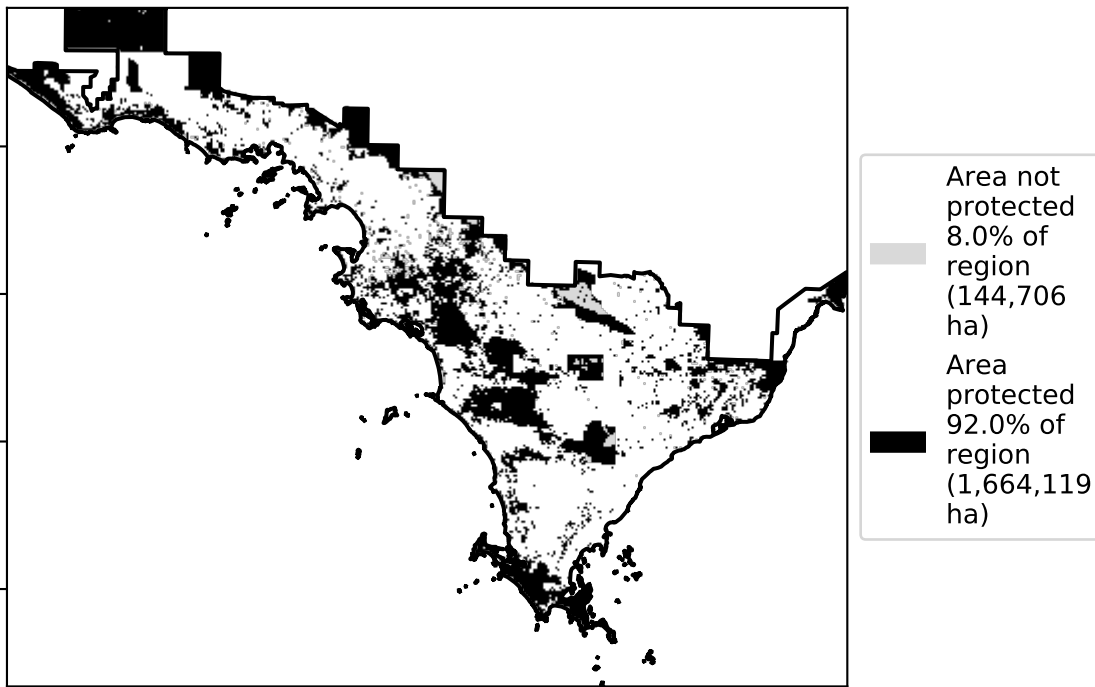 Area not
protected
8.0% of
region
(144,706
ha)
Area
protected
92.0% of
region
(1,664,119
ha)